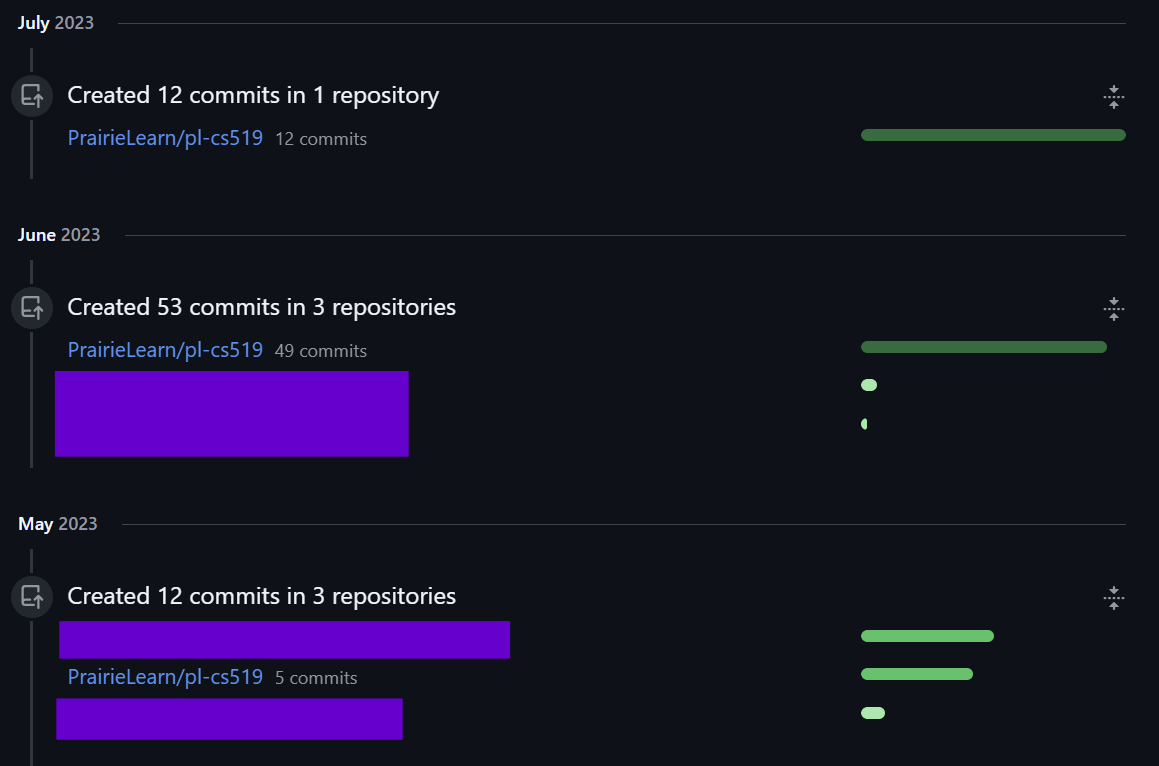 July 2023
Created 12 commits in 1 repository
PrairieLearn/pl-cs519 12 commits
June 2023
Created 53 commits in 3 repositories
PrairieLearn/pl-cs519 49 commits
May 2023
Created 12 commits in 3 repositories
PrairieLearn/pl-cs519 5 commits